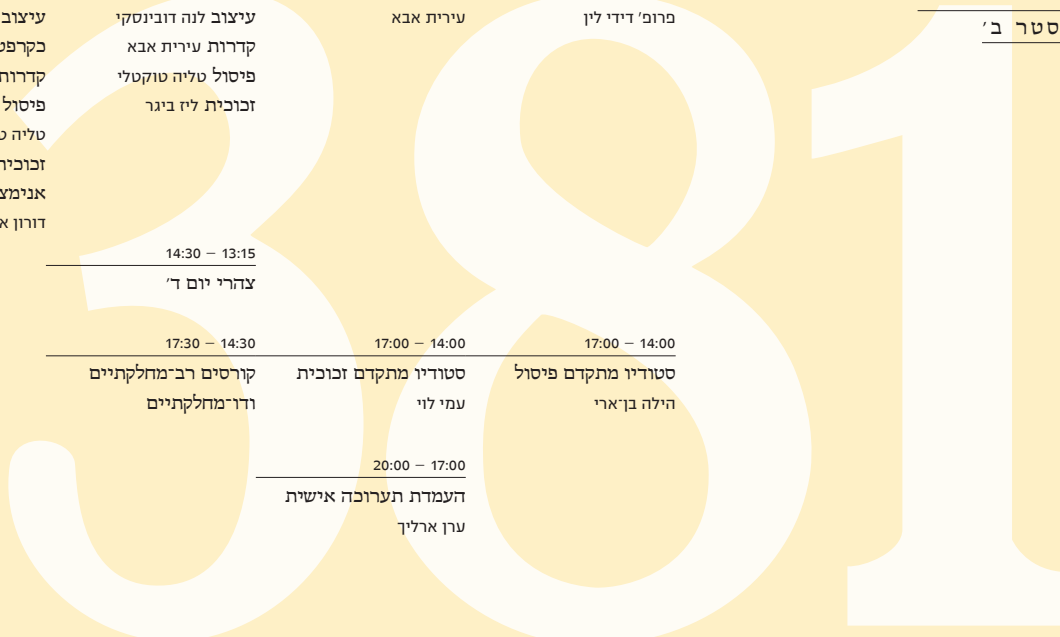 סטר ב׳
פרופ׳ דידי לין
14:00 – 17:00
סטודיו מתקדם פיסול
הילה בן־ארי
עירית אבא
14:00 – 17:00
סטודיו מתקדם זכוכית
עמי לוי
17:00 – 20:00
העמדת תערוכה אישית
ערן ארליך
עיצוב לנה דובינסקי
קדרות עירית אבא
פיסול טליה טוקטלי
זכוכית ליז ביגר
13:15 – 14:30
צהרי יום ד׳
14:30 – 17:30
קורסים רב־מחלקתיים
ודו־מחלקתיים
עיצוב
כקרפט
קדרות
פיסול
טליה ט
זכוכית
אנימצ
דורון א
381